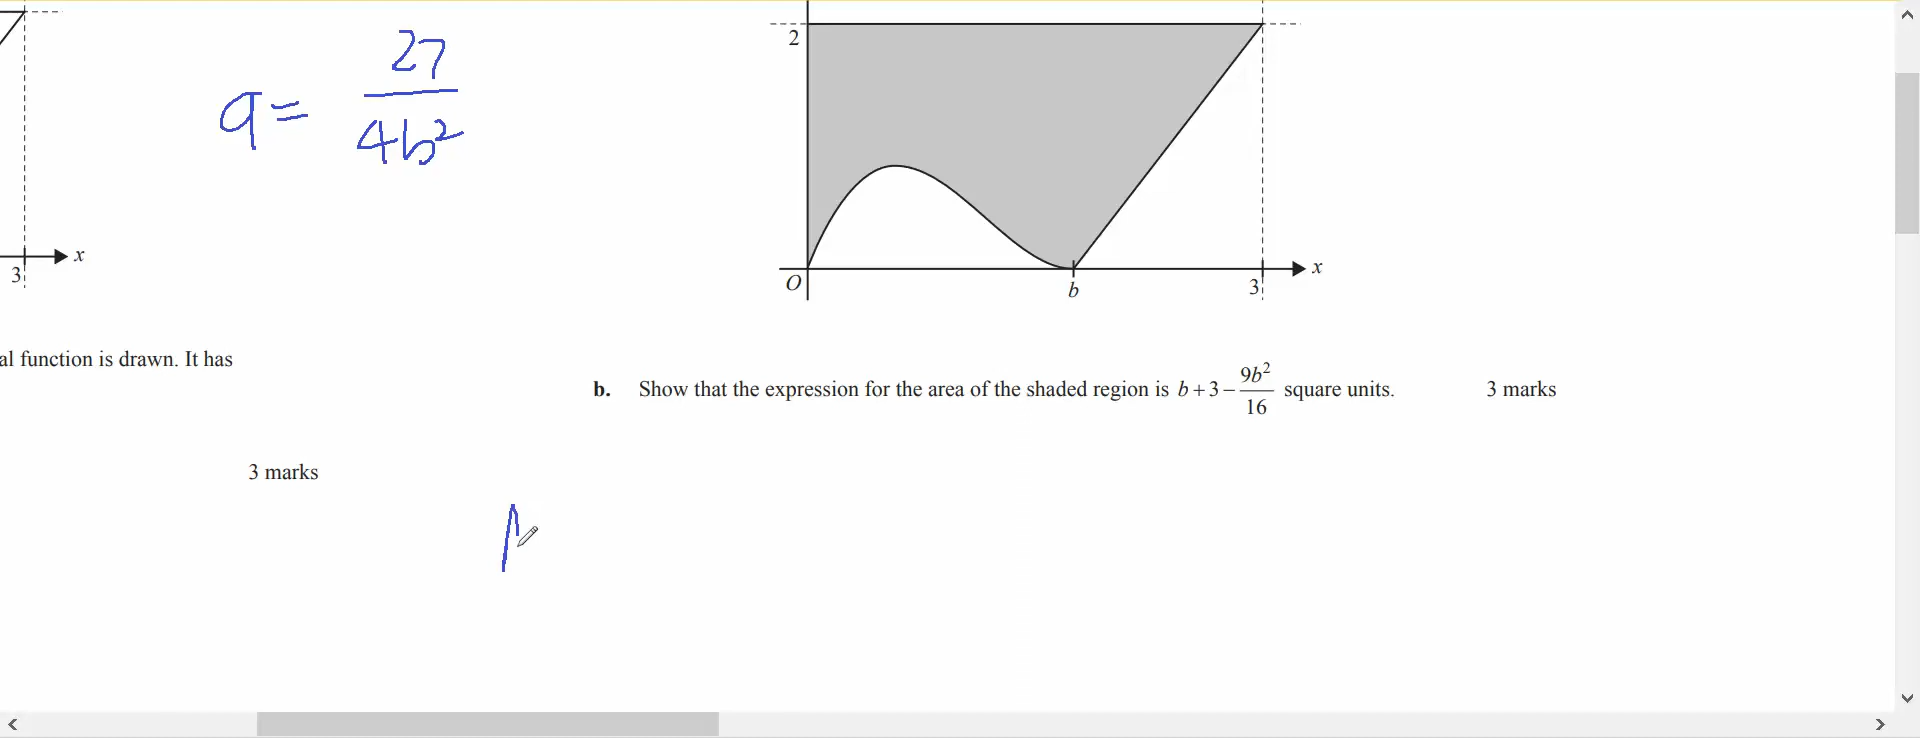 a = 27 / 4b²
2
x
3
O
b
3
x
al function is drawn. It has
b. Show that the expression for the area of the shaded region is b + 3 − 9b²/16 square units. 3 marks
3 marks